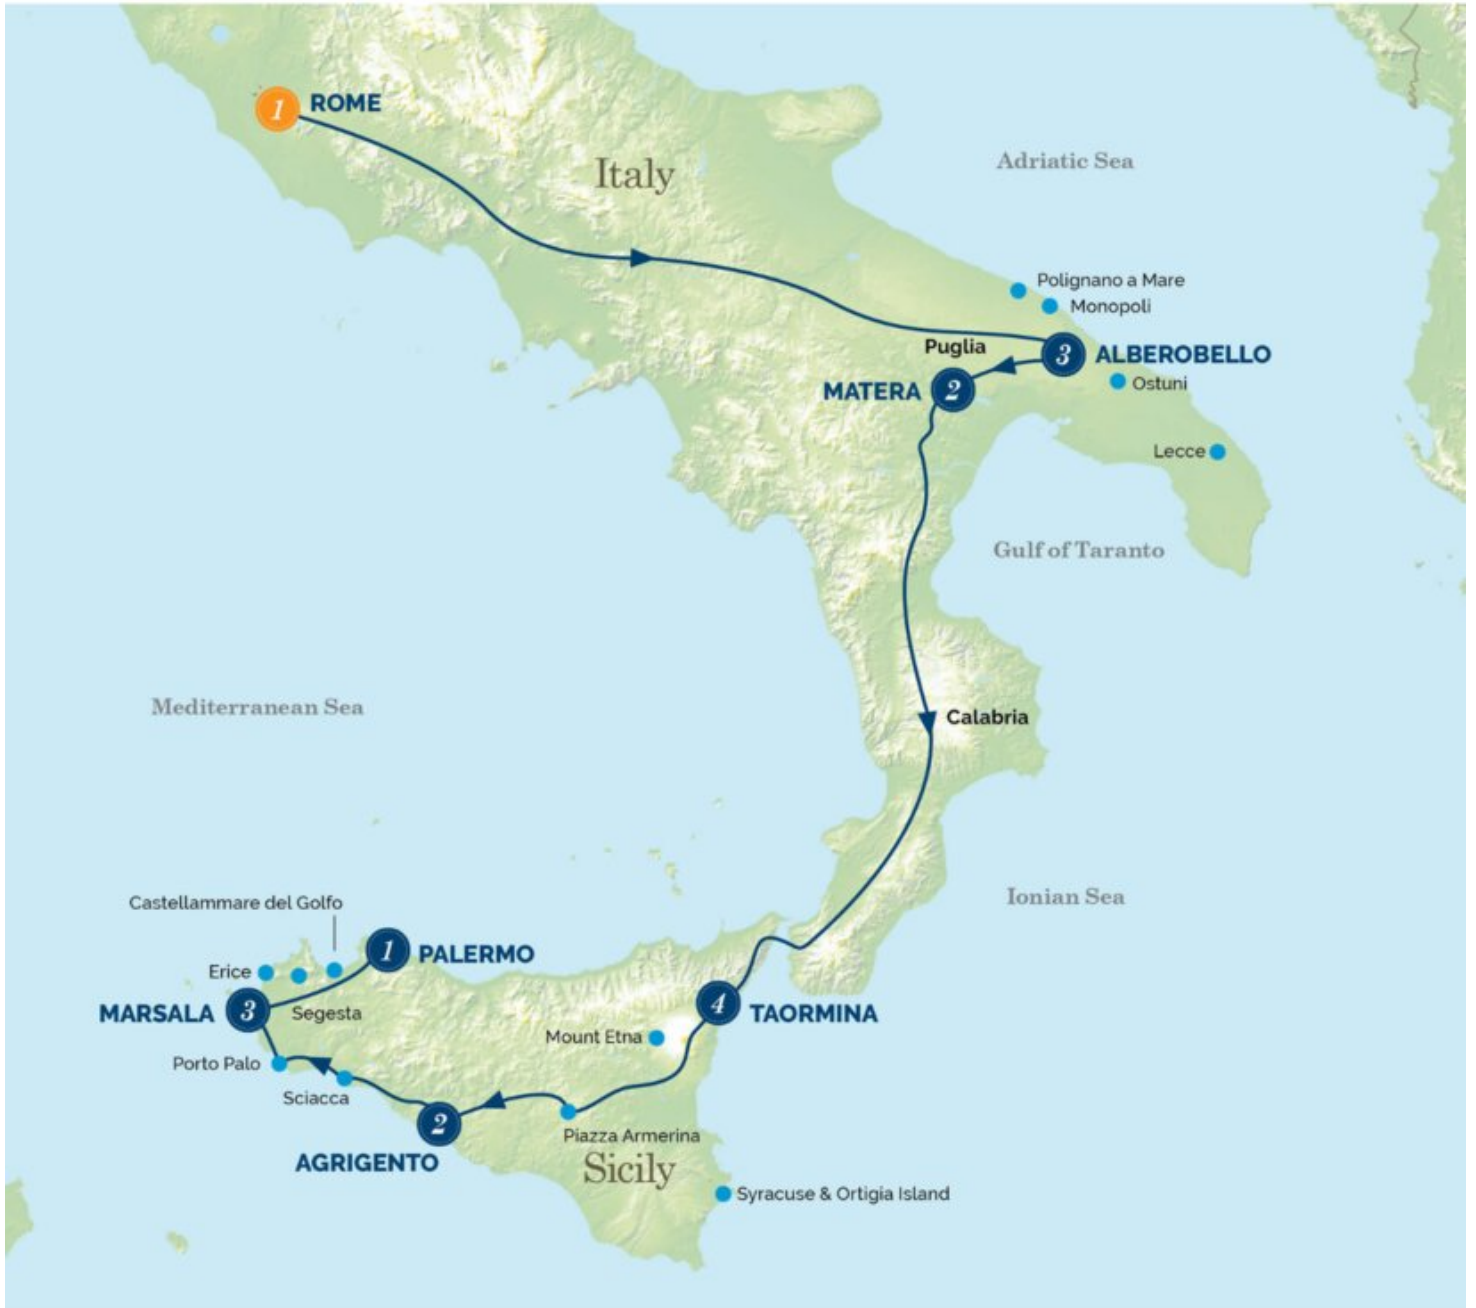 1 ROME
Italy
Adriatic Sea
Polignano a Mare
Monopoli
Puglia
3 ALBEROBELLO
MATERA 2
Ostuni
Lecce
Gulf of Taranto
Mediterranean Sea
Calabria
Ionian Sea
Castellammare del Golfo
1 PALERMO
Erice
MARSALA 3
Segesta
4 TAORMINA
Mount Etna
Porto Palo
Sciacca
2
AGRIGENTO
Piazza Armerina
Sicily
Syracuse & Ortigia Island